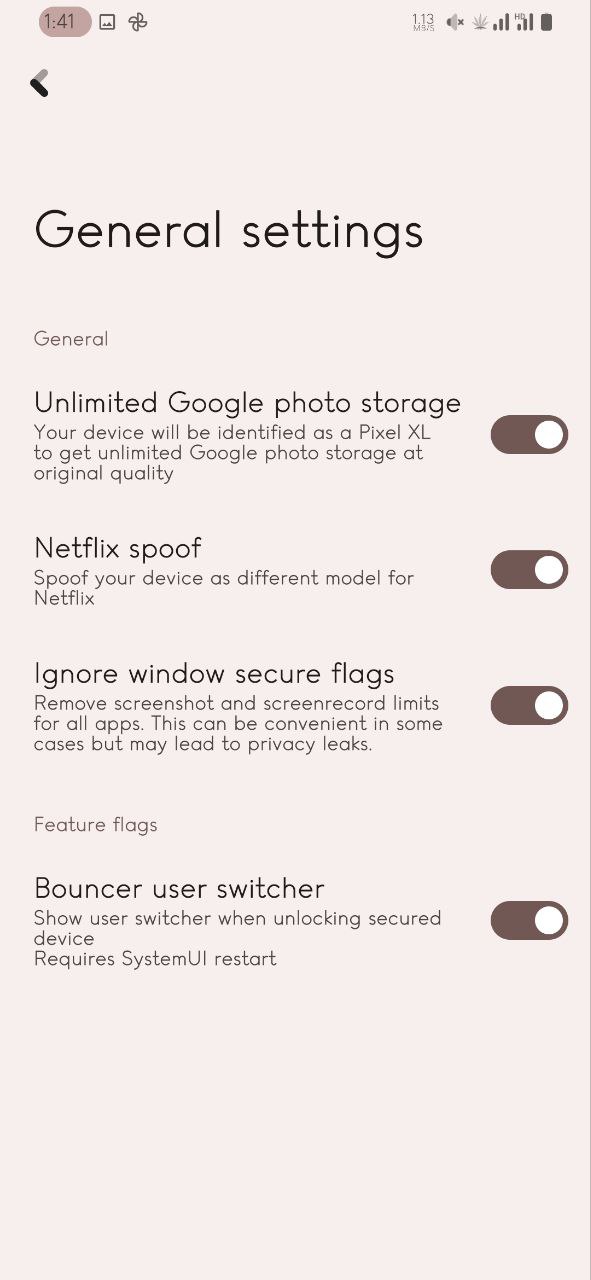 1:41
1.13
MB/S
HD
General settings
General
Unlimited Google photo storage
Your device will be identified as a Pixel XL
to get unlimited Google photo storage at
original quality
Netflix spoof
Spoof your device as different model for
Netflix
Ignore window secure flags
Remove screenshot and screenrecord limits
for all apps. This can be convenient in some
cases but may lead to privacy leaks.
Feature flags
Bouncer user switcher
Show user switcher when unlocking secured
device
Requires SystemUI restart